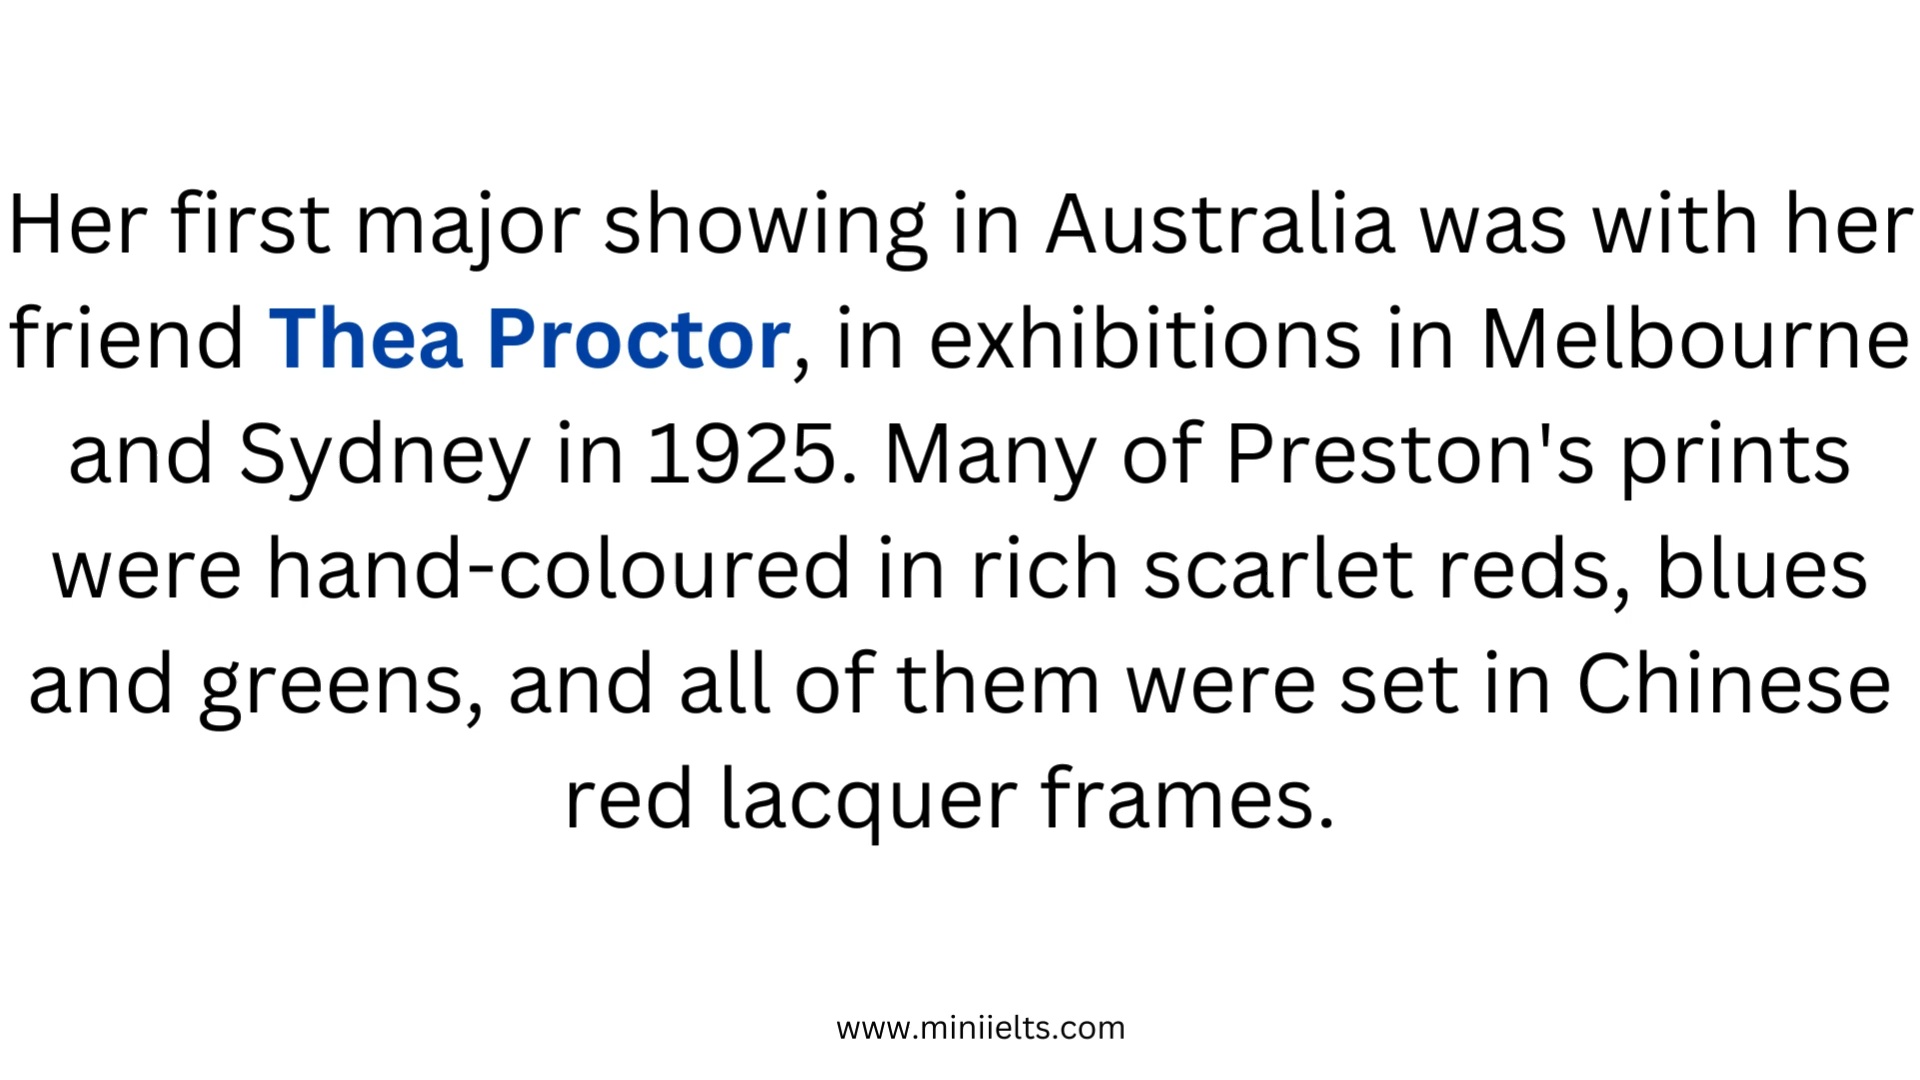 Her first major showing in Australia was with her
friend Thea Proctor, in exhibitions in Melbourne
and Sydney in 1925. Many of Preston's prints
were hand-coloured in rich scarlet reds, blues
and greens, and all of them were set in Chinese
red lacquer frames.
www.miniielts.com